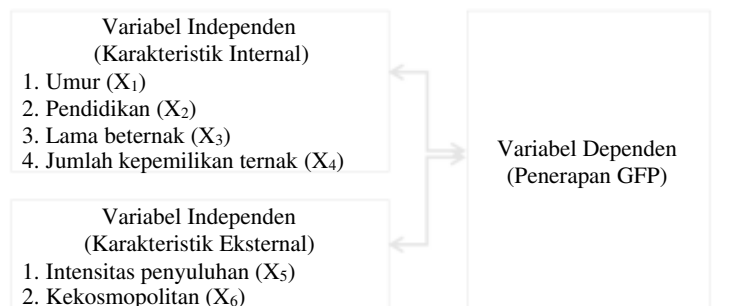 Variabel Independen
(Karakteristik Internal)
1. Umur (X₁)
2. Pendidikan (X₂)
3. Lama beternak (X₃)
4. Jumlah kepemilikan ternak (X₄)
Variabel Independen
(Karakteristik Eksternal)
1. Intensitas penyuluhan (X₅)
2. Kekosmopolitan (X₆)
Variabel Dependen
(Penerapan GFP)